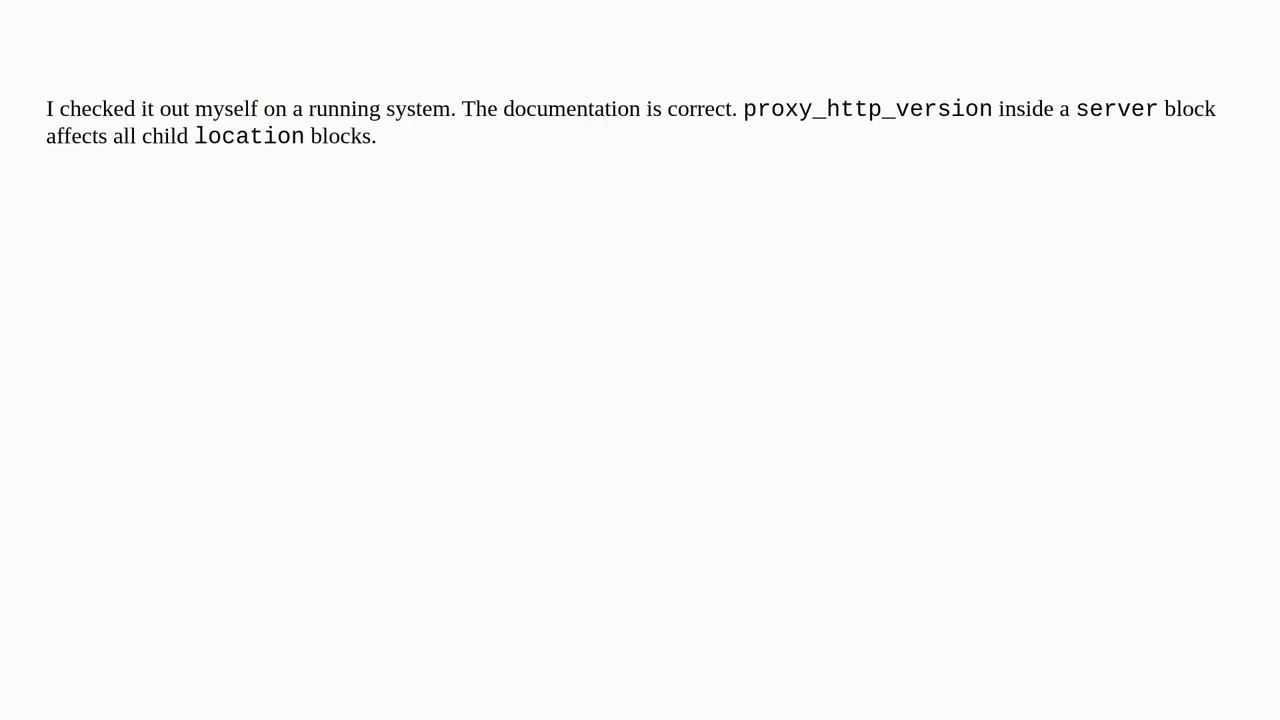 I checked it out myself on a running system. The documentation is correct. proxy_http_version inside a server block
affects all child location blocks.